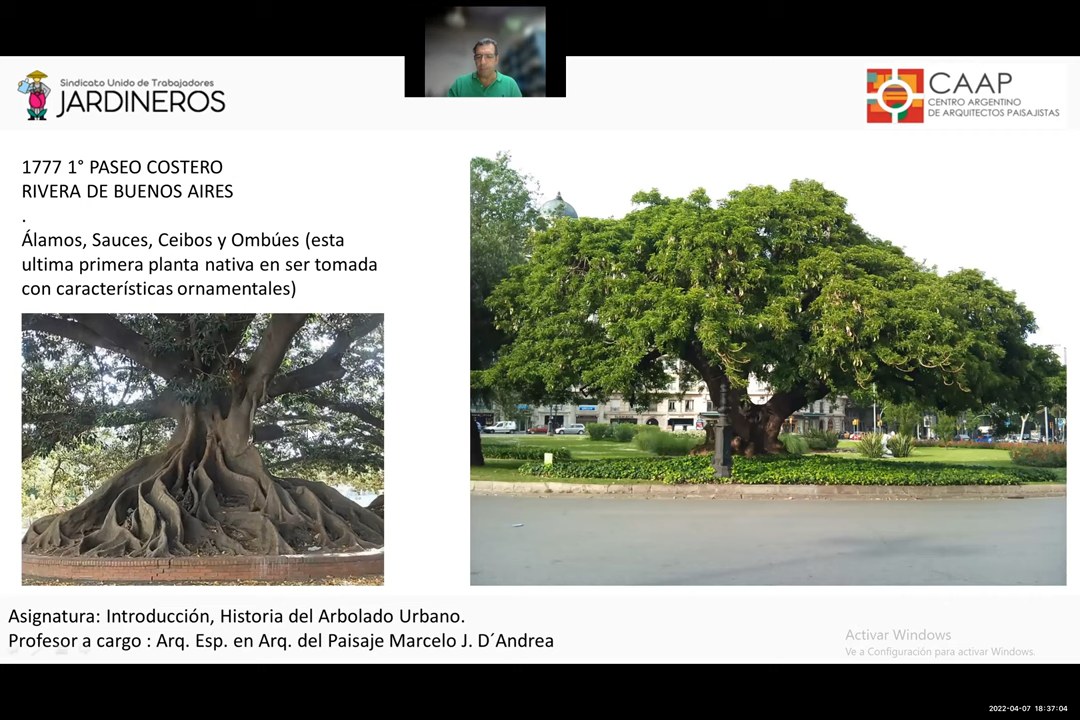 Sindicato Unido de Trabajadores
JARDINEROS
CAAP
CENTRO ARGENTINO
DE ARQUITECTOS PAISAJISTAS
1777 1° PASEO COSTERO
RIVERA DE BUENOS AIRES
.
Álamos, Sauces, Ceibos y Ombúes (esta
ultima primera planta nativa en ser tomada
con características ornamentales)
Asignatura: Introducción, Historia del Arbolado Urbano.
Profesor a cargo : Arq. Esp. en Arq. del Paisaje Marcelo J. D´Andrea
Activar Windows
Ve a Configuración para activar Windows.
2022-04-07 18:37:04